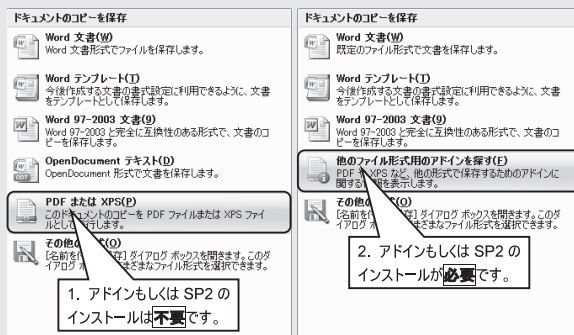 ドキュメントのコピーを保存
Word 文書(W)
Word 文書形式でファイルを保存します。
Word テンプレート(T)
今後作成する文書の書式設定に利用できるように、文書
をテンプレートとして保存します。
Word 97-2003 文書(9)
Word 97-2003 と完全に互換性のある形式で、文書のコ
ピーを保存します。
OpenDocument テキスト(D)
OpenDocument 形式で文書を保存します。
PDF または XPS(P)
このドキュメントのコピーを PDF ファイルまたは XPS ファイ
ルとして発行します。
その他の形式(O)
[名前を付けて保存] ダイアログ ボックスを開きます。このダ
イアログ ボ まざまなファイル形式を選択できます。
1. アドインもしくは SP2 の
インストールは不要です。
ドキュメントのコピーを保存
Word 文書(W)
既定のファイル形式で文書を保存します。
Word テンプレート(T)
今後作成する文書の書式設定に利用できるように、文書
をテンプレートとして保存します。
Word 97-2003 文書(9)
Word 97-2003 と完全に互換性のある形式で、文書のコ
ピーを保存します。
他のファイル形式用のアドインを探す(F)
PDF や XPS など、他の形式で保存するためのアドインに
関する情報を表示します。
その他の形式(O)
[名前を付けて保存] ダイアログ ボックスを開きます。このダ
イアログ ボ まざまなファイル形式を選択できます。
2. アドインもしくは SP2 の
インストールが必要です。